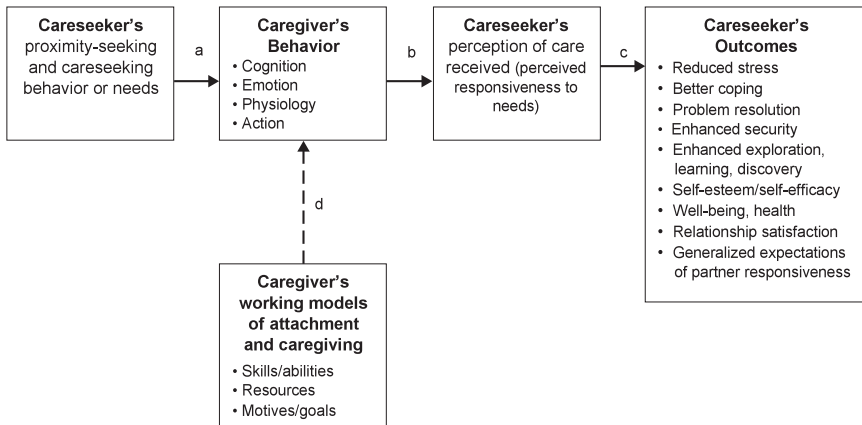 Careseeker's
proximity-seeking
and careseeking
behavior or needs
a
Caregiver's
Behavior
• Cognition
• Emotion
• Physiology
• Action
b
Careseeker's
perception of care
received (perceived
responsiveness to
needs)
c
Careseeker's
Outcomes
• Reduced stress
• Better coping
• Problem resolution
• Enhanced security
• Enhanced exploration,
learning, discovery
• Self-esteem/self-efficacy
• Well-being, health
• Relationship satisfaction
• Generalized expectations
of partner responsiveness
d
Caregiver's
working models
of attachment
and caregiving
• Skills/abilities
• Resources
• Motives/goals